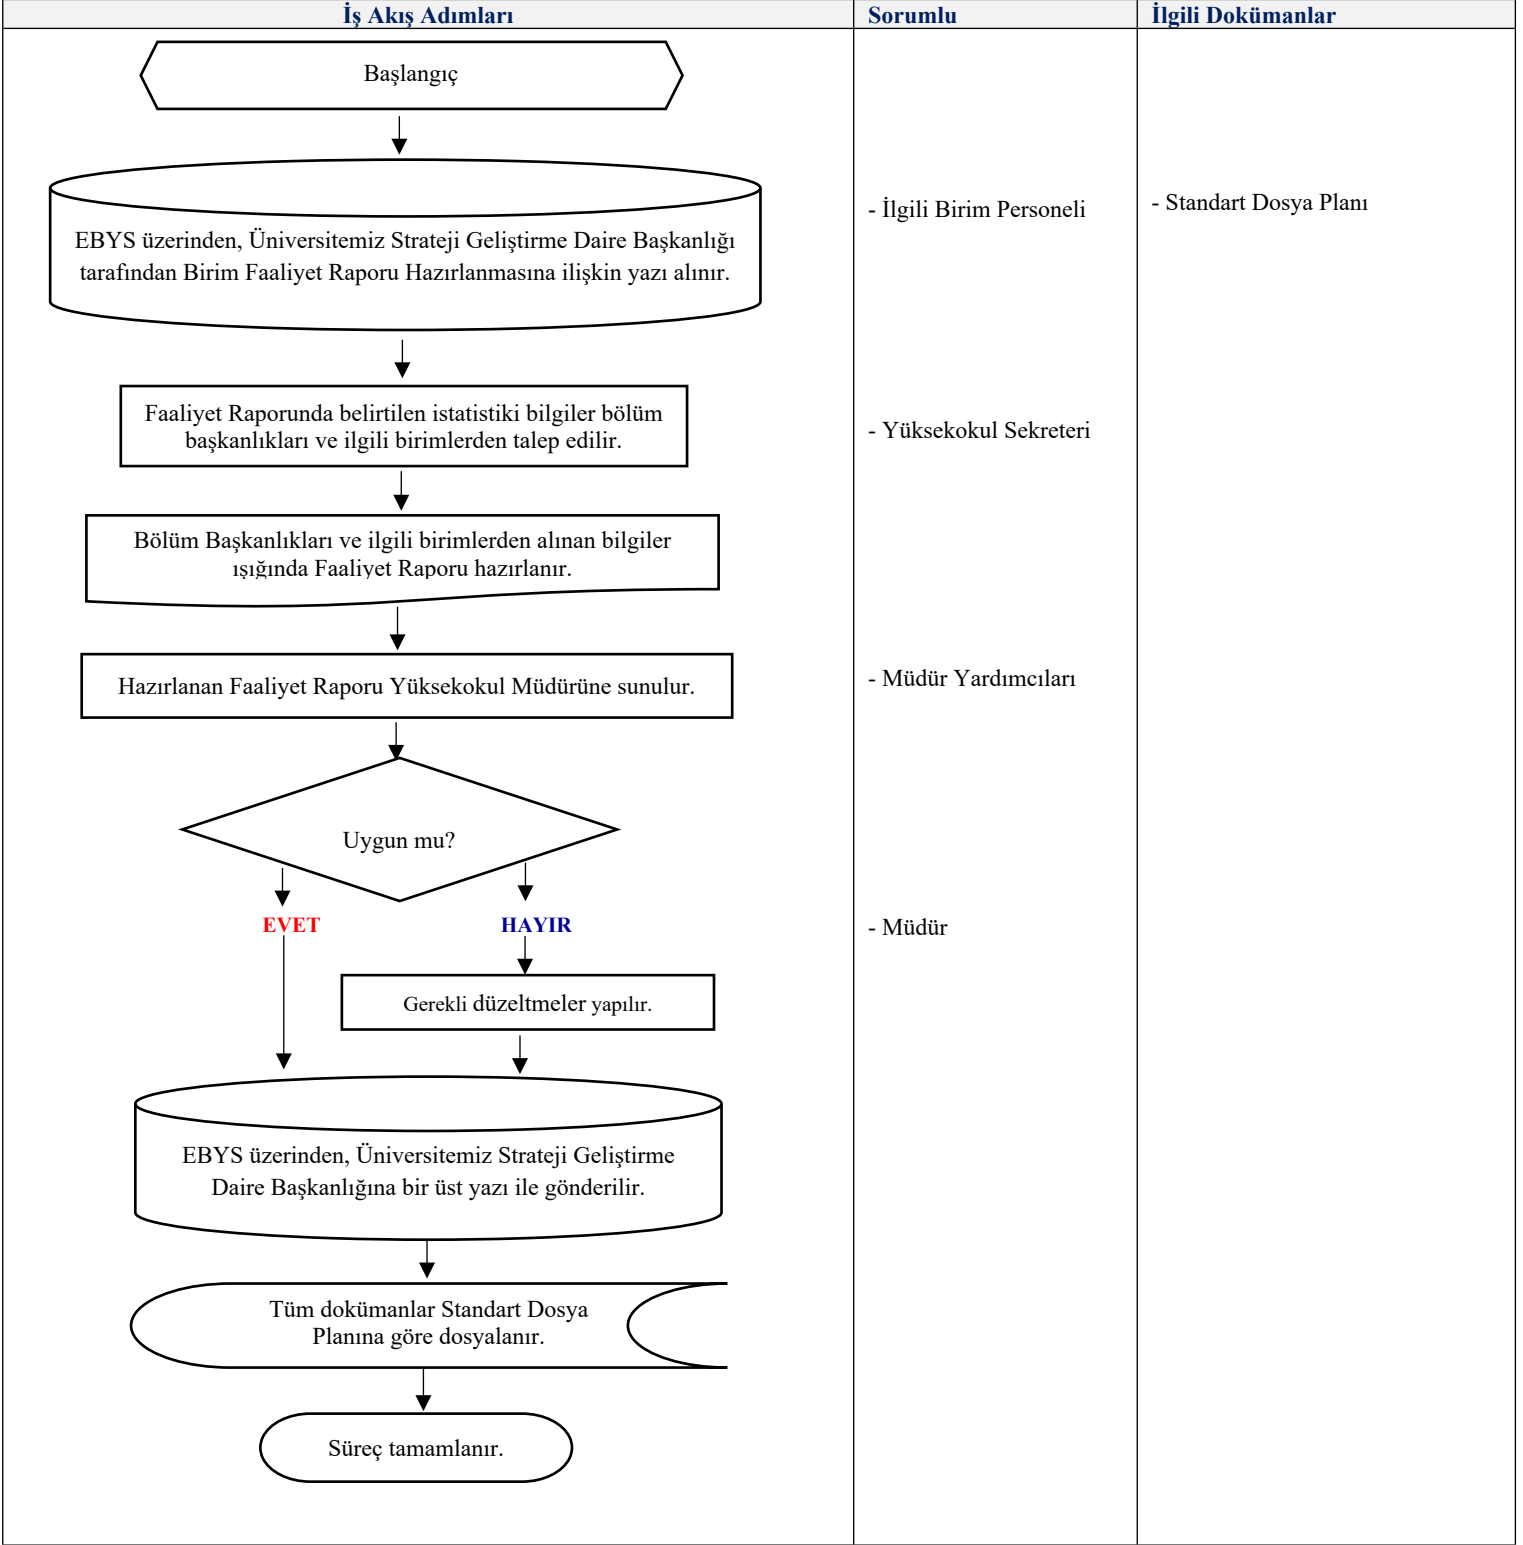 İş Akış Adımları
Sorumlu
İlgili Dokümanlar
Başlangıç
EBYS üzerinden, Üniversitemiz Strateji Geliştirme Daire Başkanlığı
tarafından Birim Faaliyet Raporu Hazırlanmasına ilişkin yazı alınır.
- İlgili Birim Personeli
- Standart Dosya Planı
Faaliyet Raporunda belirtilen istatistiki bilgiler bölüm
başkanlıkları ve ilgili birimlerden talep edilir.
- Yüksekokul Sekreteri
Bölüm Başkanlıkları ve ilgili birimlerden alınan bilgiler
ışığında Faaliyet Raporu hazırlanır.
Hazırlanan Faaliyet Raporu Yüksekokul Müdürüne sunulur.
- Müdür Yardımcıları
Uygun mu?
EVET
HAYIR
- Müdür
Gerekli düzeltmeler yapılır.
EBYS üzerinden, Üniversitemiz Strateji Geliştirme
Daire Başkanlığına bir üst yazı ile gönderilir.
Tüm dokümanlar Standart Dosya
Planına göre dosyalanır.
Süreç tamamlanır.